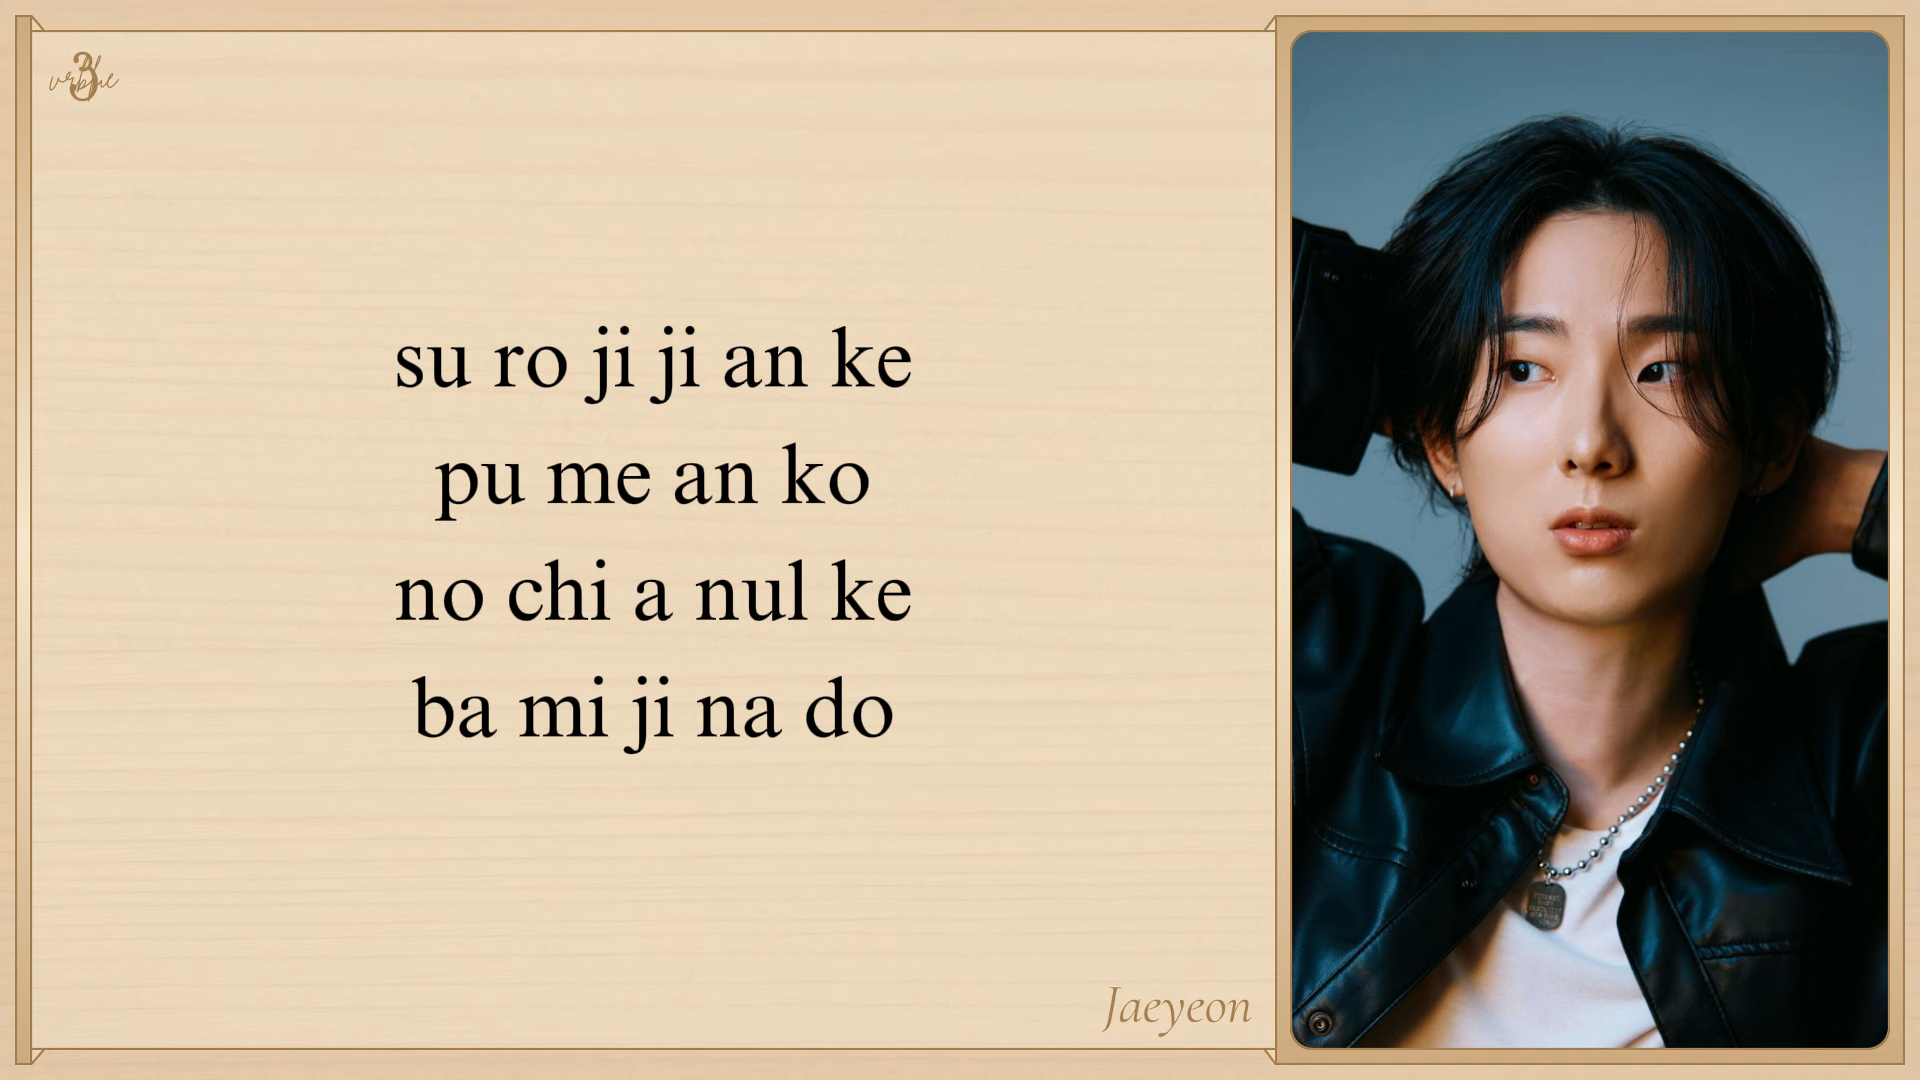 su ro ji ji an ke
pu me an ko
no chi a nul ke
ba mi ji na do
Jaeyeon